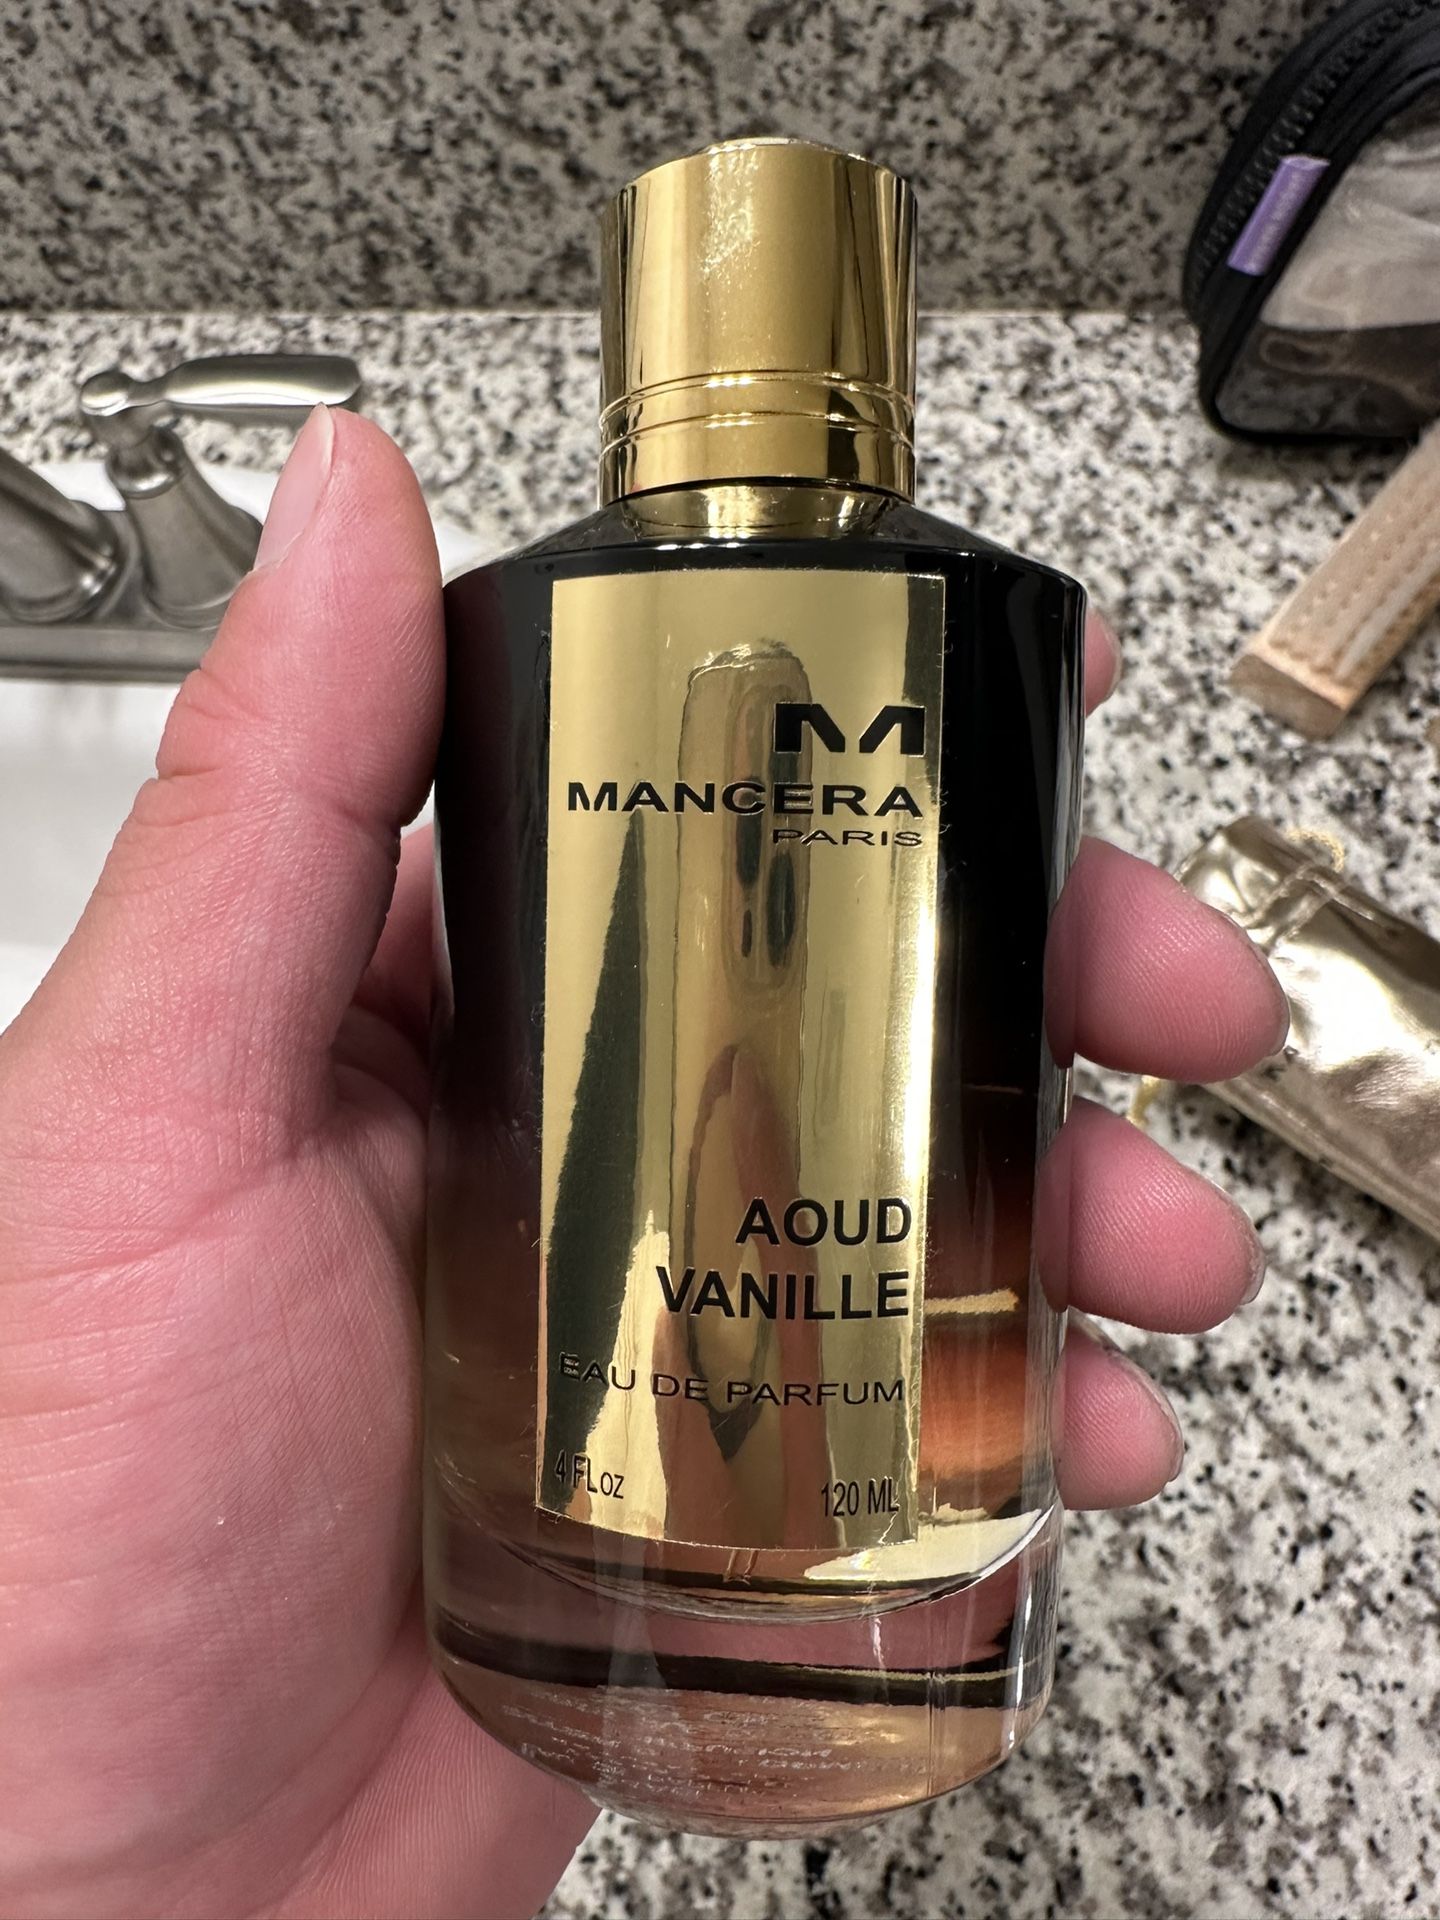 M
MANCERA
PARIS
AOUD
VANILLE
EAU DE PARFUM
4 FL oz
120 ML